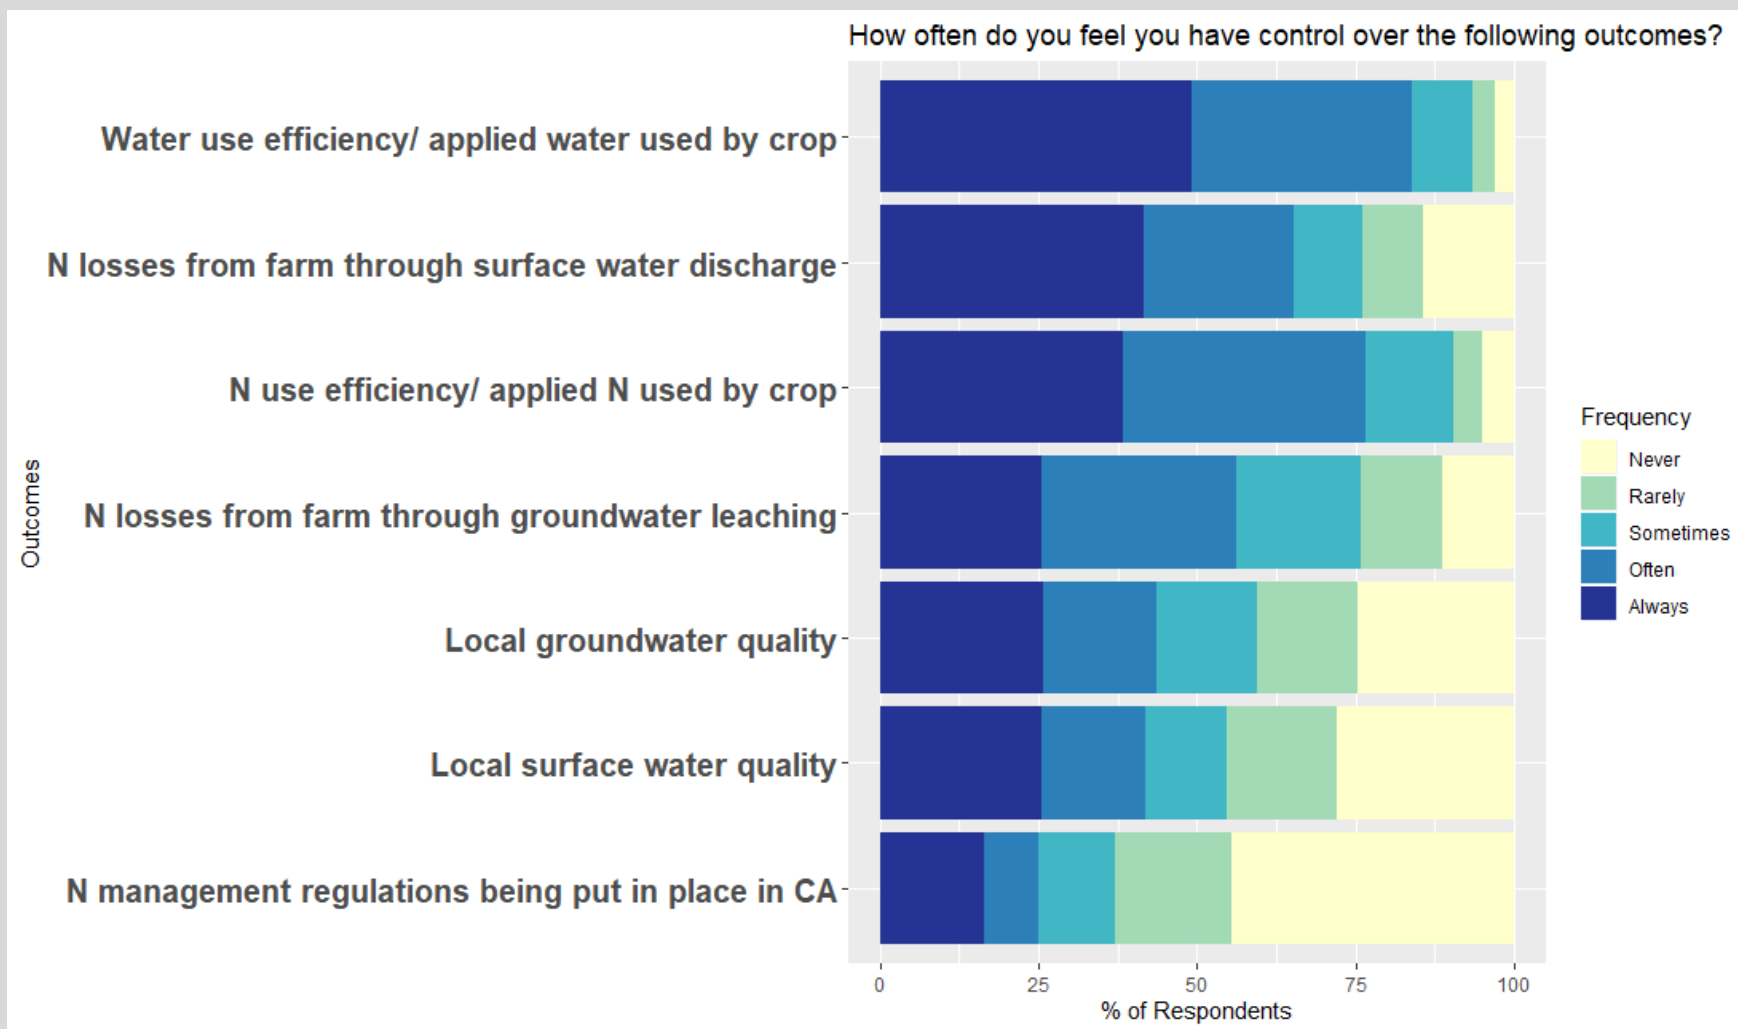 How often do you feel you have control over the following outcomes?
Water use efficiency/ applied water used by crop
N losses from farm through surface water discharge
N use efficiency/ applied N used by crop
N losses from farm through groundwater leaching
Local groundwater quality
Local surface water quality
N management regulations being put in place in CA
Outcomes
0 25 50 75 100
% of Respondents
Frequency
Never
Rarely
Sometimes
Often
Always